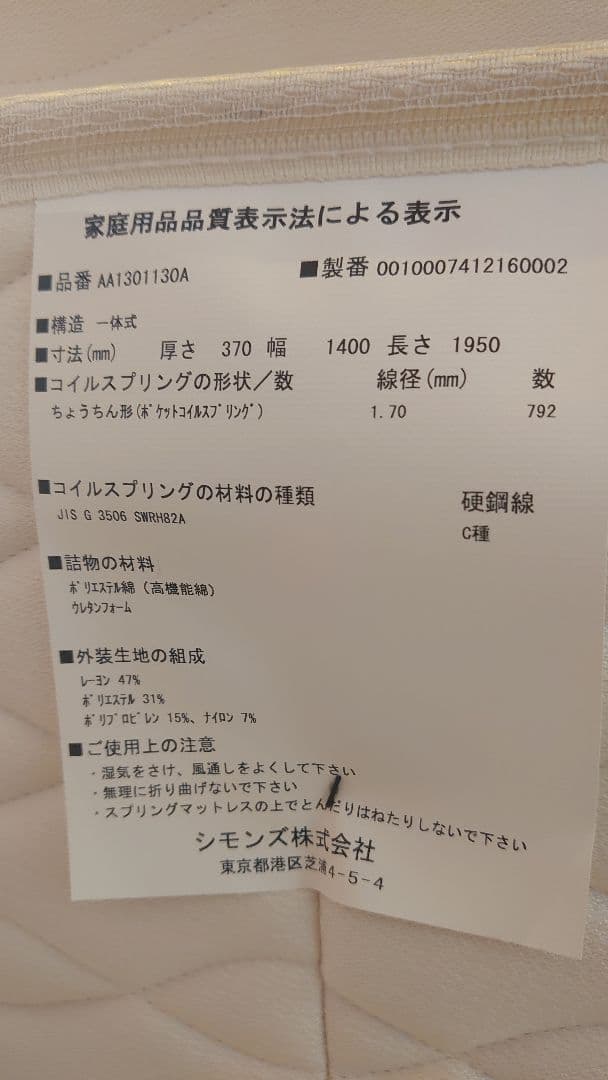 家庭用品品質表示法による表示
■品番 AA1301130A ■製番 0010007412160002
■構造 一体式
■寸法(mm) 厚さ 370 幅 1400 長さ 1950
■コイルスプリングの形状／数 線径(mm) 数
ちょうちん形(ﾎﾟｹｯﾄｺｲﾙｽﾌﾟﾘﾝｸﾞ) 1.70 792
■コイルスプリングの材料の種類 硬鋼線
JIS G 3506 SWRH82A C種
■詰物の材料
ﾎﾟﾘｴｽﾃﾙ綿（高機能綿）
ｳﾚﾀﾝﾌｫｰﾑ
■外装生地の組成
ﾚｰﾖﾝ 47%
ﾎﾟﾘｴｽﾃﾙ 31%
ﾎﾟﾘﾌﾟﾛﾋﾟﾚﾝ 15%、ﾅｲﾛﾝ 7%
■ご使用上の注意
・湿気をさけ、風通しをよくして下さい
・無理に折り曲げないで下さい
・スプリングマットレスの上でとんだりはねたりしないで下さい
シモンズ株式会社
東京都港区芝浦4-5-4